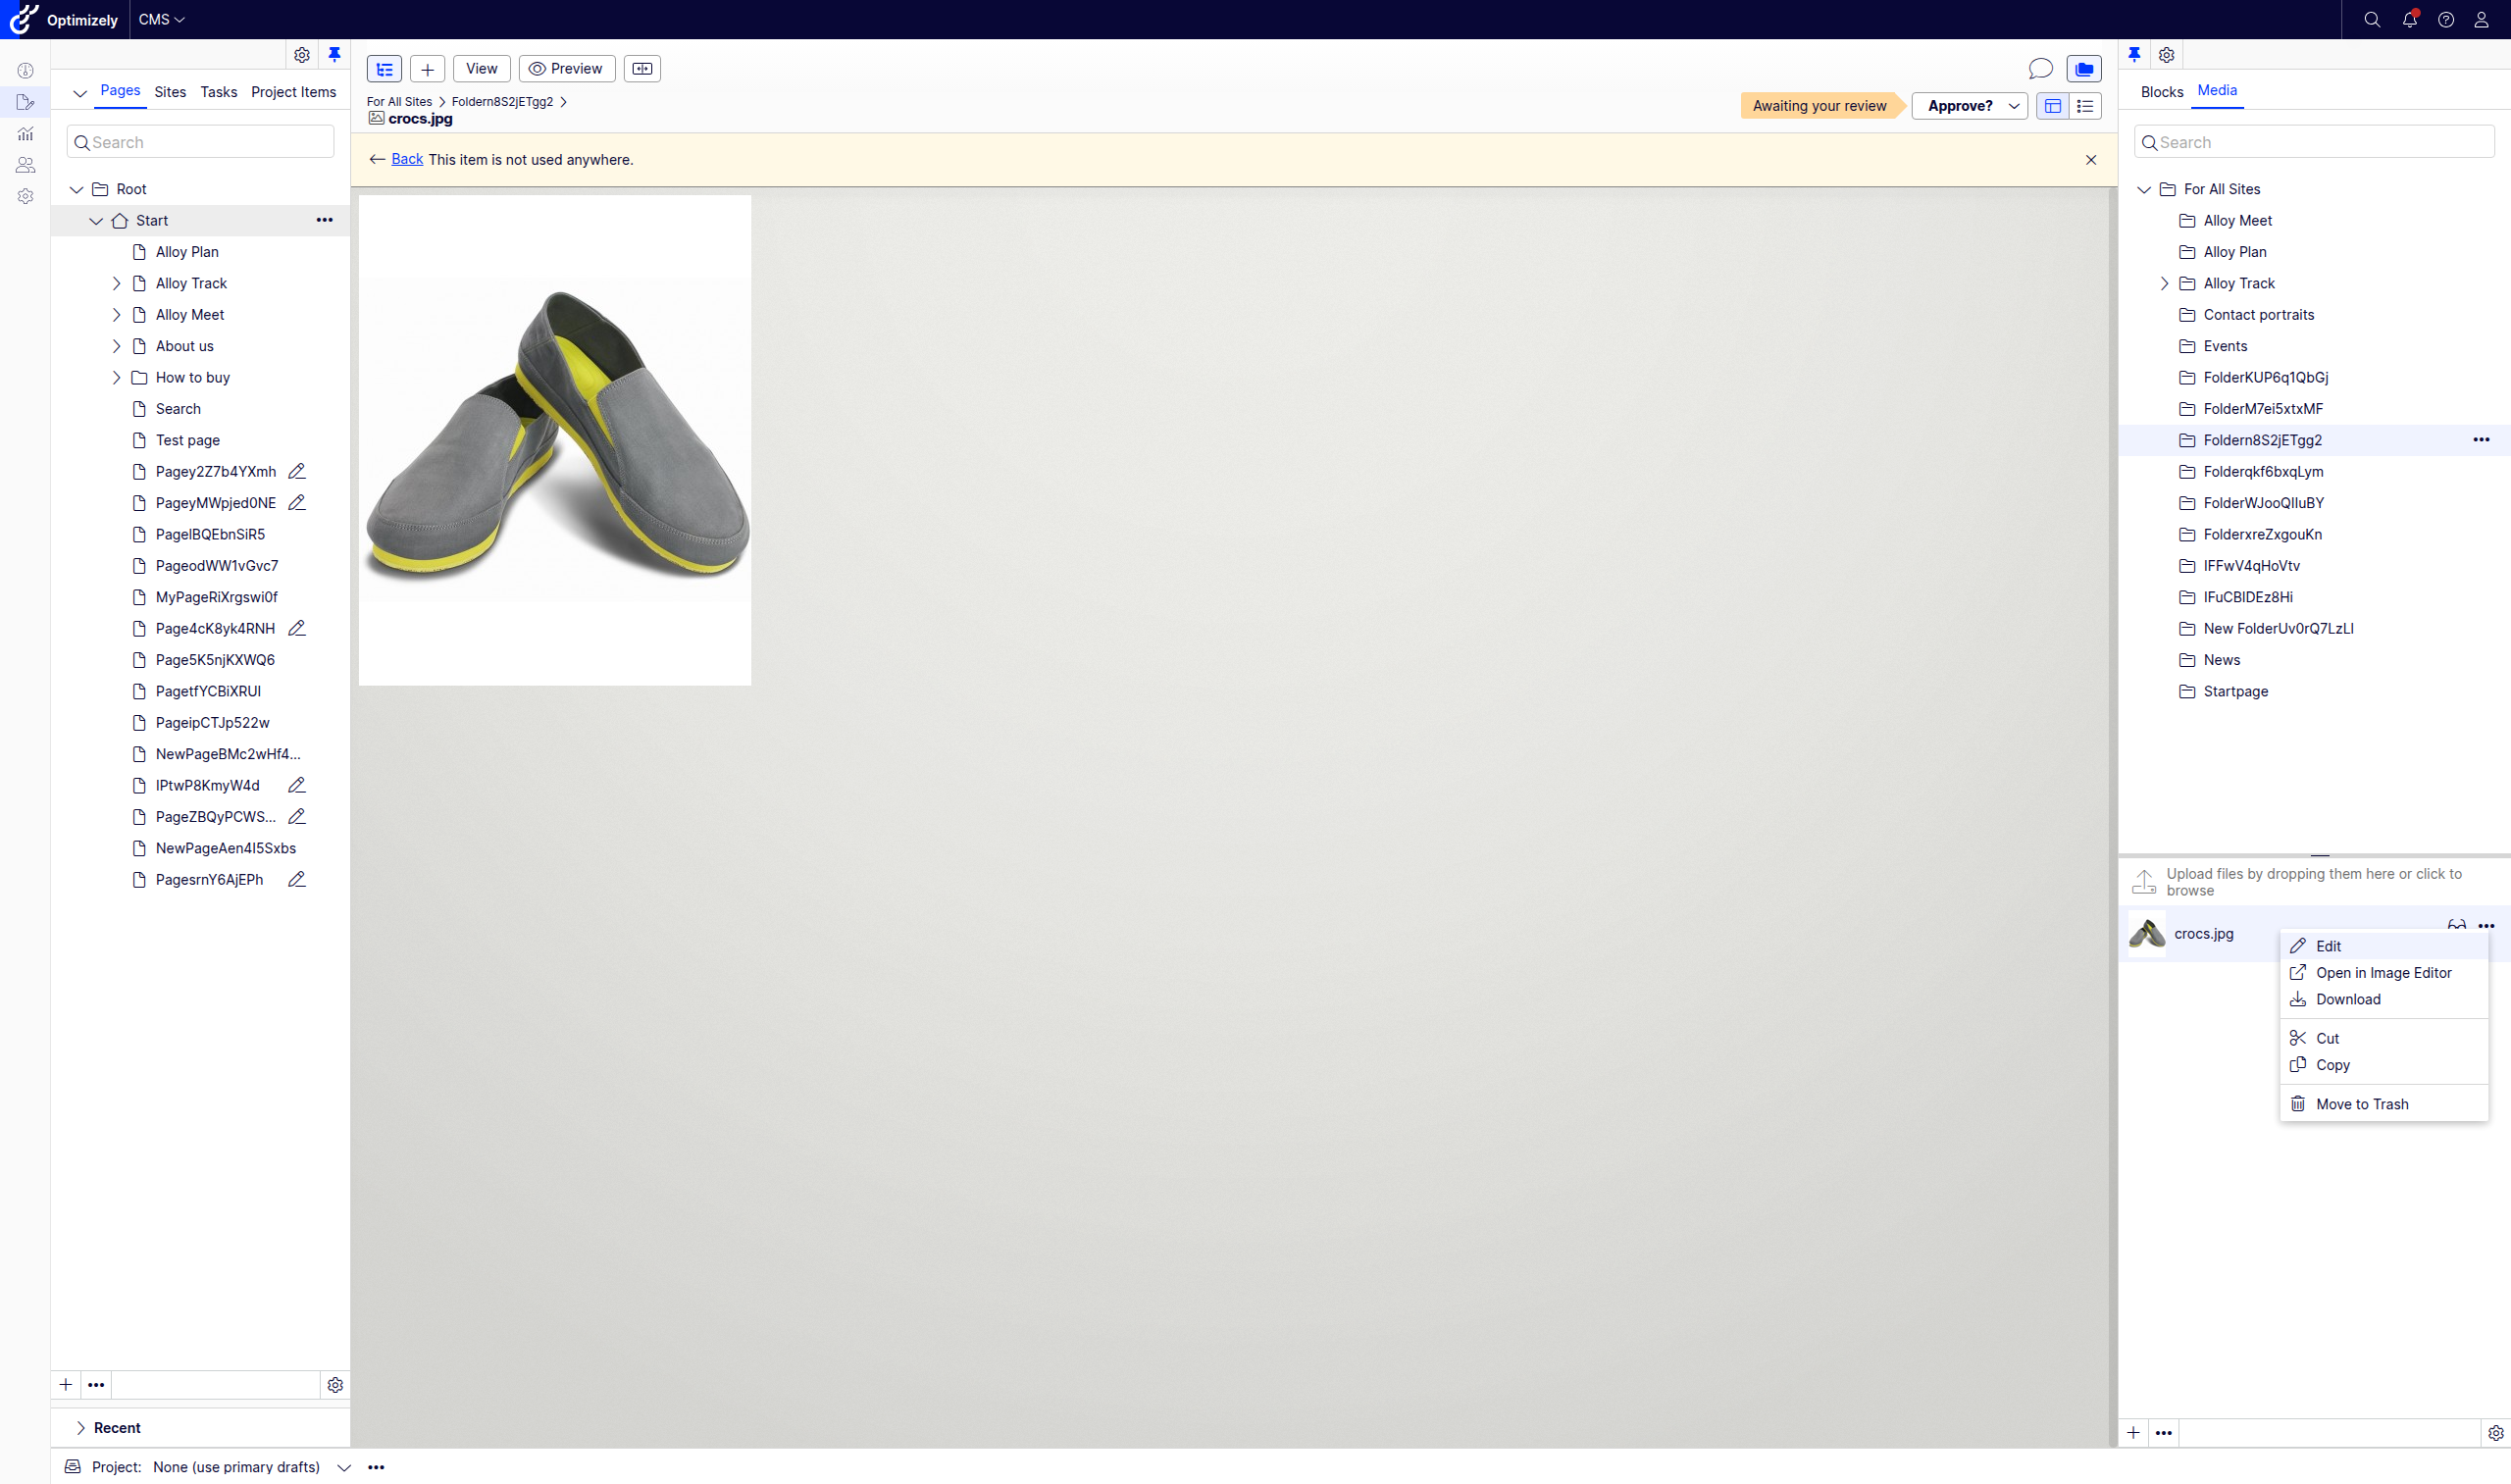 Optimizely CMS
Pages Sites Tasks Project Items
Search
Root
Start
Alloy Plan
Alloy Track
Alloy Meet
About us
How to buy
Search
Test page
Pagey2Z7b4YXmh
PageyMWpjed0NE
PagelBQEbnSiR5
PageodWW1vGvc7
MyPageRiXrgswi0f
Page4cK8yk4RNH
Page5K5njKXWQ6
PagetfYCBiXRUI
PageipCTJp522w
NewPageBMc2wHf4...
IPtwP8KmyW4d
PageZBQyPCWS...
NewPageAen4I5Sxbs
PagesrnY6AjEPh
Recent
Project: None (use primary drafts)
View Preview
For All Sites > Foldern8S2jETgg2 >
crocs.jpg
Awaiting your review Approve?
Back This item is not used anywhere.
Blocks Media
Search
For All Sites
Alloy Meet
Alloy Plan
Alloy Track
Contact portraits
Events
FolderKUP6q1QbGj
FolderM7ei5xtxMF
Foldern8S2jETgg2
Folderqkf6bxqLym
FolderWJooQIluBY
FolderxreZxgouKn
IFFwV4qHoVtv
IFuCBIDEz8Hi
New FolderUv0rQ7LzLI
News
Startpage
Upload files by dropping them here or click to
browse
crocs.jpg
Edit
Open in Image Editor
Download
Cut
Copy
Move to Trash